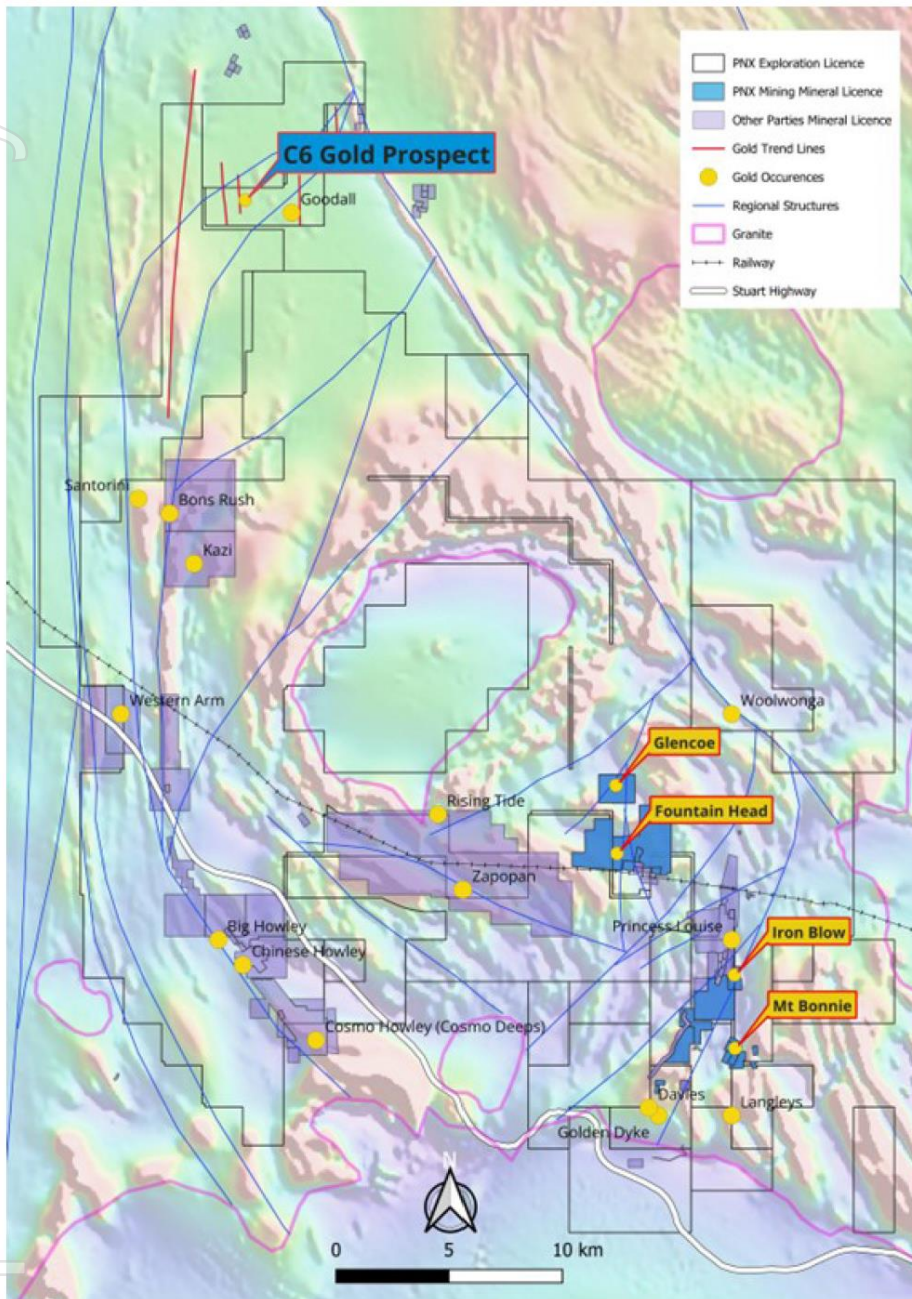 PNX Exploration Licence
PNX Mining Mineral Licence
Other Parties Mineral Licence
Gold Trend Lines
Gold Occurences
Regional Structures
Granite
Railway
Stuart Highway
C6 Gold Prospect
Goodall
Santorini
Bons Rush
Kazi
Western Arm
Woolwonga
Glencoe
Rising Tide
Fountain Head
Zapopan
Big Howley
Princess Louise
Iron Blow
Chinese Howley
Mt Bonnie
Cosmo Howley (Cosmo Deeps)
Davies
Langleys
Golden Dyke
N
0 5 10 km